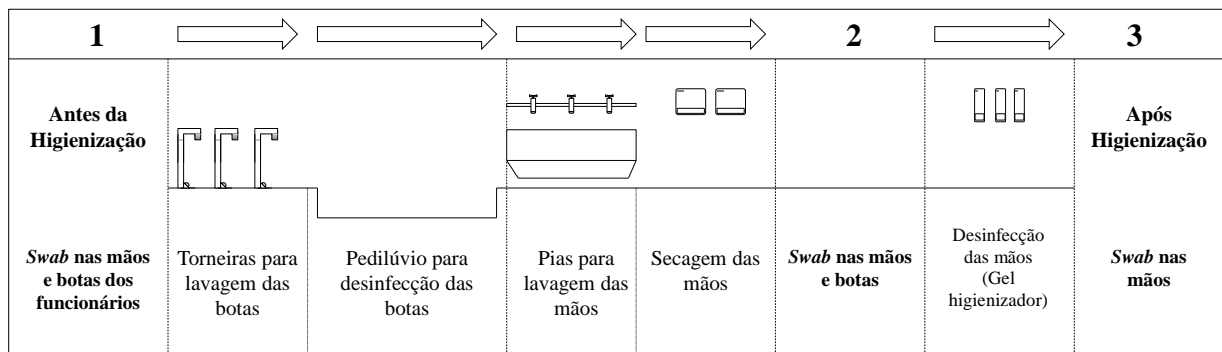 1
2
3
Antes da
Higienização
Após
Higienização
Swab nas mãos
e botas dos
funcionários
Torneiras para
lavagem das
botas
Pedilúvio para
desinfecção das
botas
Pias para
lavagem das
mãos
Secagem das
mãos
Swab nas mãos
e botas
Desinfecção
das mãos
(Gel
higienizador)
Swab nas
mãos